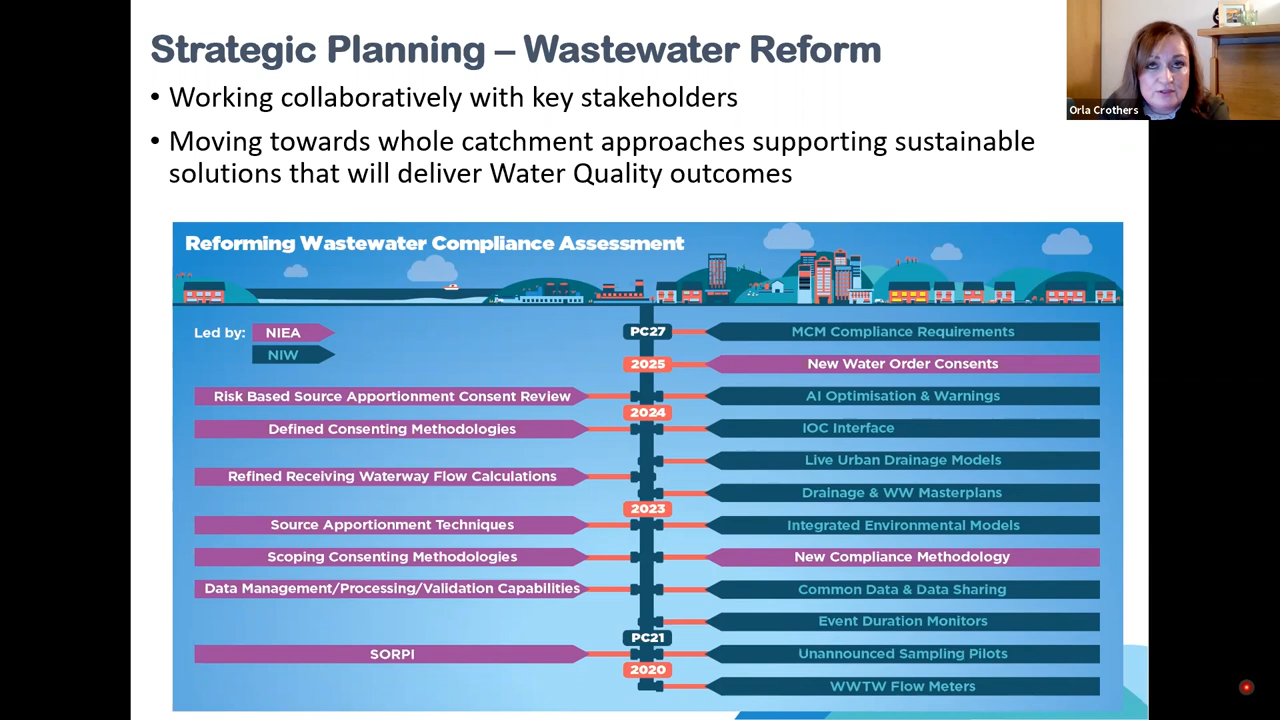 Strategic Planning – Wastewater Reform
• Working collaboratively with key stakeholders
• Moving towards whole catchment approaches supporting sustainable
solutions that will deliver Water Quality outcomes
Orla Crothers
Reforming Wastewater Compliance Assessment
Led by: NIEA
NIW
PC27
MCM Compliance Requirements
2025
New Water Order Consents
Risk Based Source Apportionment Consent Review
AI Optimisation & Warnings
2024
Defined Consenting Methodologies
IOC Interface
Live Urban Drainage Models
Refined Receiving Waterway Flow Calculations
Drainage & WW Masterplans
2023
Source Apportionment Techniques
Integrated Environmental Models
Scoping Consenting Methodologies
New Compliance Methodology
Data Management/Processing/Validation Capabilities
Common Data & Data Sharing
Event Duration Monitors
PC21
SORPI
Unannounced Sampling Pilots
2020
WWTW Flow Meters